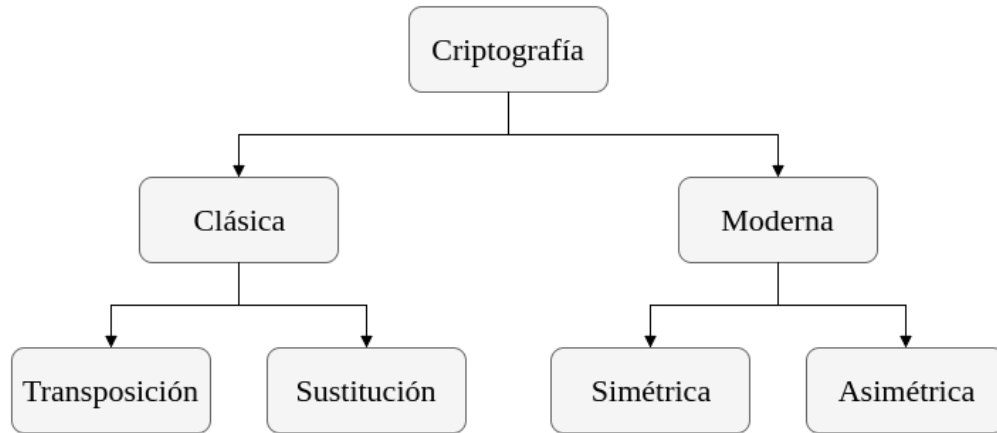 Criptografía
Clásica
Moderna
Transposición
Sustitución
Simétrica
Asimétrica